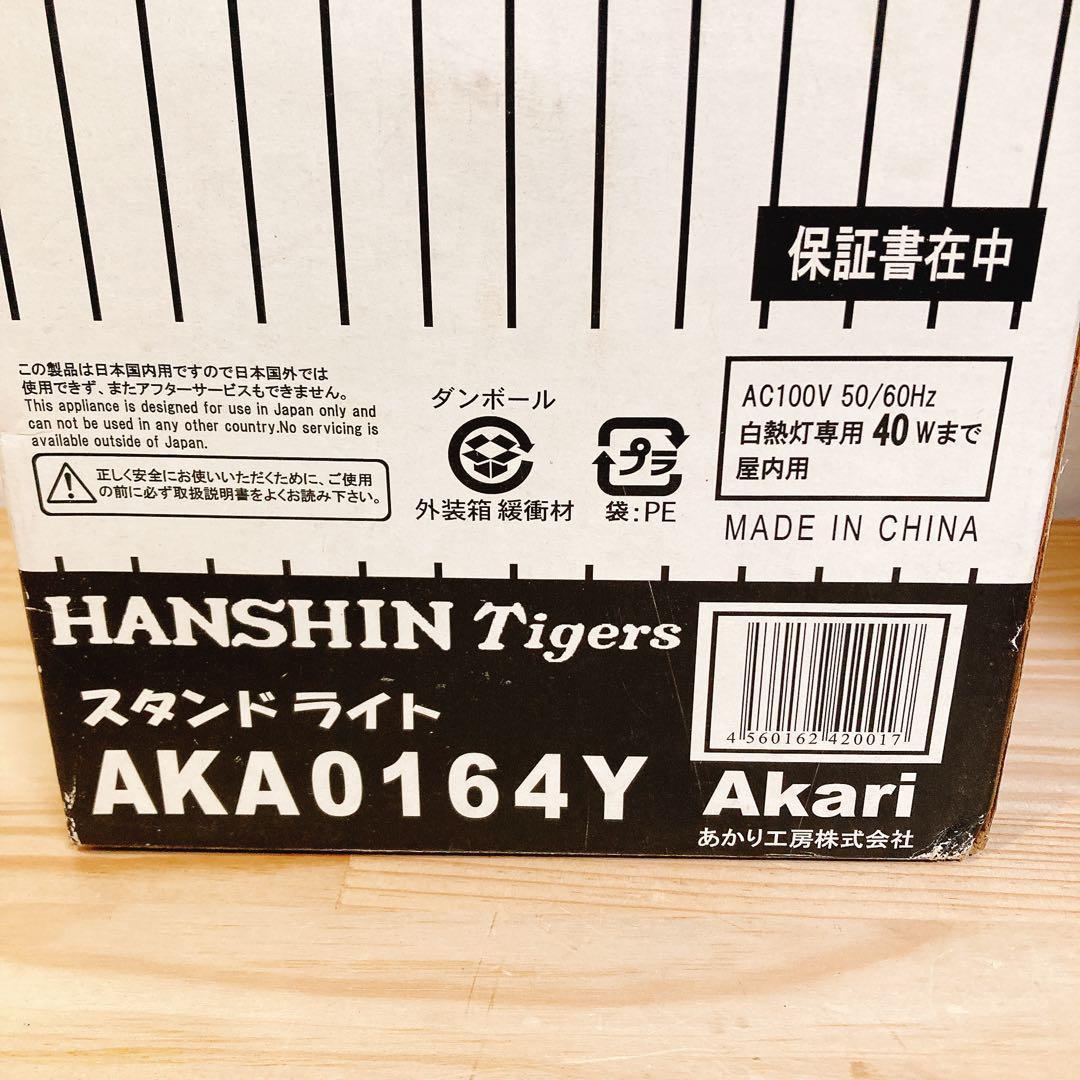 保証書在中
この製品は日本国内用ですので日本国外では
使用できず、またアフターサービスもできません。
This appliance is designed for use in Japan only and
can not be used in any other country.No servicing is
available outside of Japan.
正しく安全にお使いいただくために、ご使用
の前に必ず取扱説明書をよくお読み下さい。
ダンボール
外装箱 緩衝材
プラ
袋:PE
AC100V 50/60Hz
白熱灯専用 40Wまで
屋内用
MADE IN CHINA
HANSHIN Tigers
スタンドライト
AKA0164Y
4 560162 420017
Akari
あかり工房株式会社